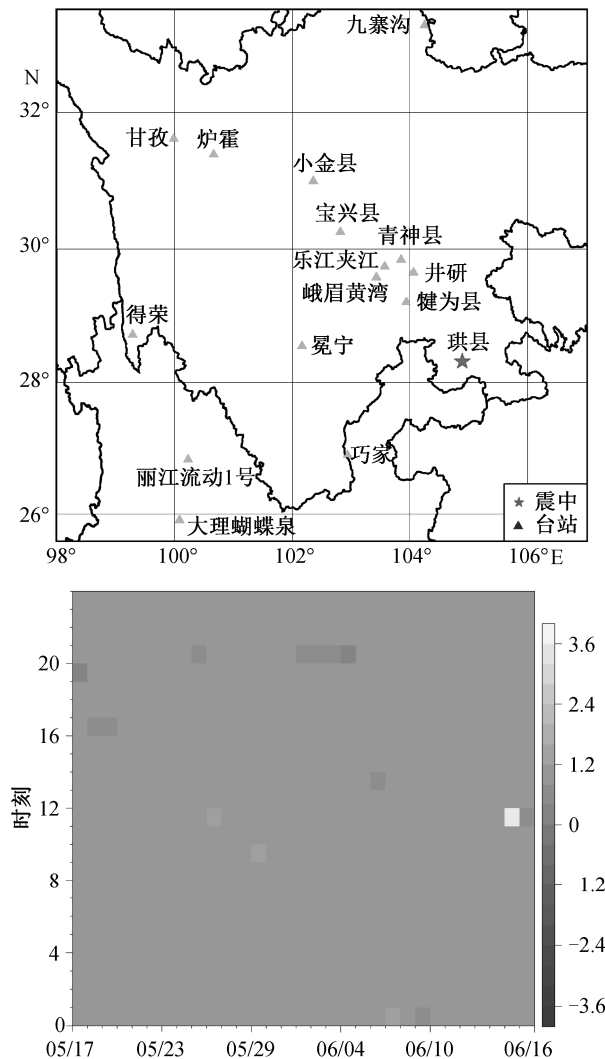 九寨沟
N
32°
甘孜 炉霍
小金县
宝兴县
青神县
30°
乐江夹江 井研
峨眉黄湾 犍为县
得荣
冕宁 珙县
28°
巧家
丽江流动1号
26°
大理蝴蝶泉
震中
台站
98° 100° 102° 104° 106° E
时刻
20
16
12
8
4
0
05/17 05/23 05/29 06/04 06/10 06/16
3.6
2.4
1.2
0
1.2
−2.4
−3.6